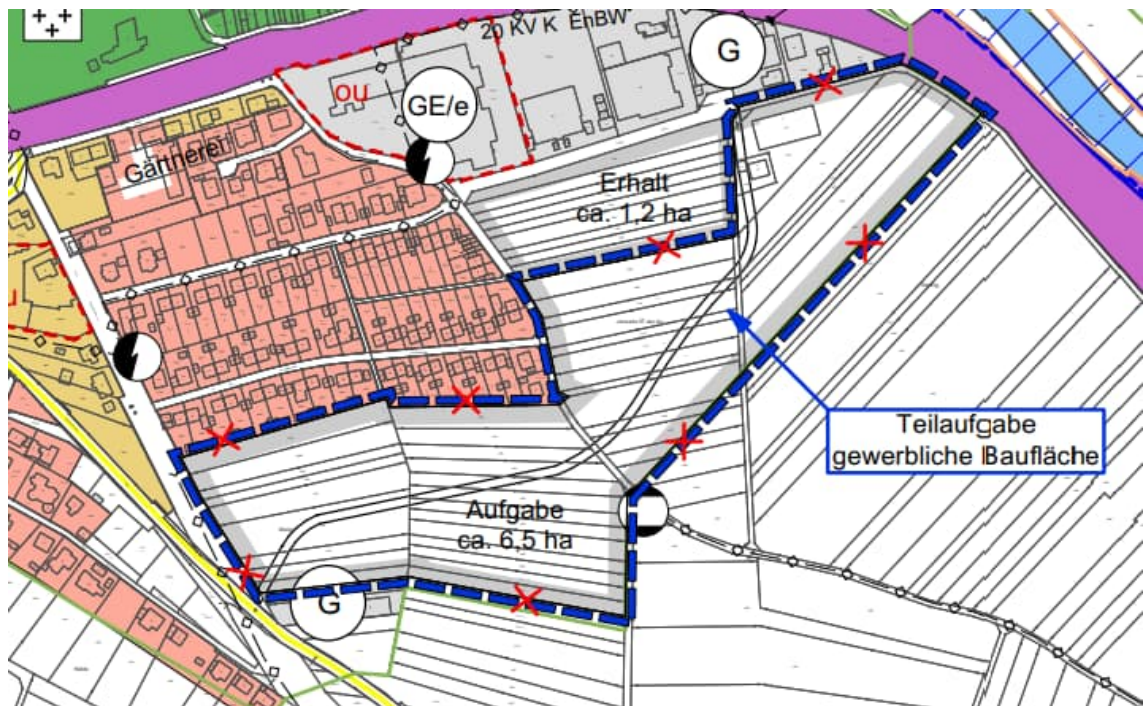 20 KV K EnBW
G
ou
GE/e
Gärtnerei
Erhalt
ca. 1,2 ha
Teilaufgabe
gewerbliche Baufläche
Aufgabe
ca. 6,5 ha
G